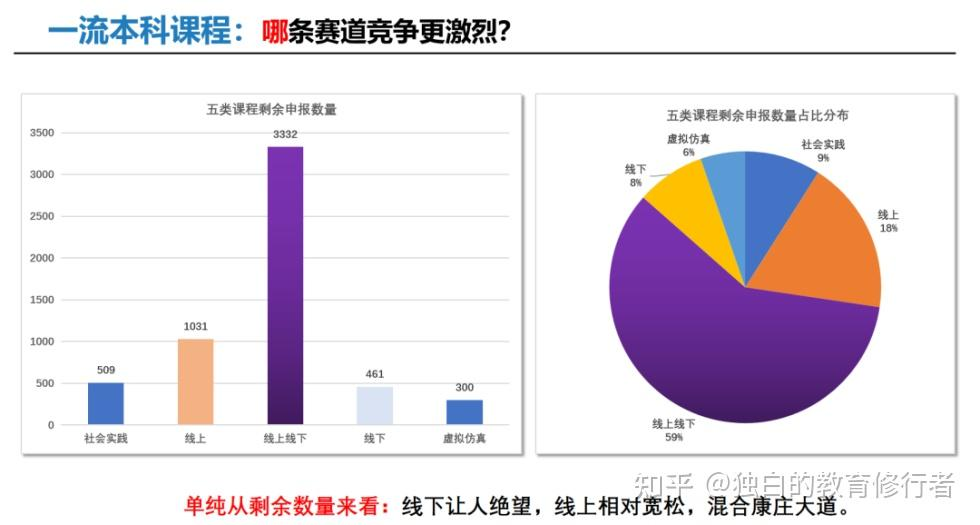 一流本科课程：哪条赛道竞争更激烈？
五类课程剩余申报数量
3500
3000
2500
2000
1500
1000
500
0
509
1031
3332
461
300
社会实践
线上
线上线下
线下
虚拟仿真
五类课程剩余申报数量占比分布
虚拟仿真
6%
社会实践
9%
线下
8%
线上
18%
线上线下
59%
知乎 @独白的教育修行者
单纯从剩余数量来看：线下让人绝望，线上相对宽松，混合康庄大道。